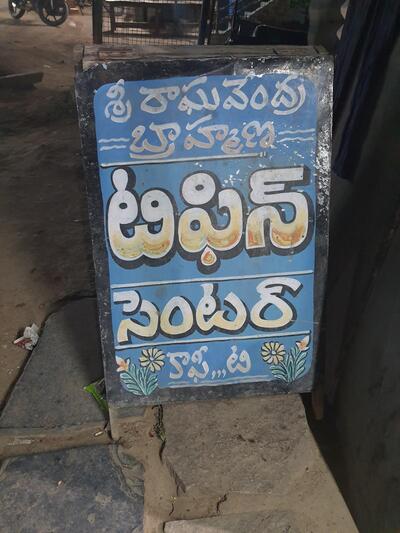 శ్రీ రాఘవేంద్ర
బ్రాహ్మణ
టిఫిన్
సెంటర్
కాఫీ,,, టి